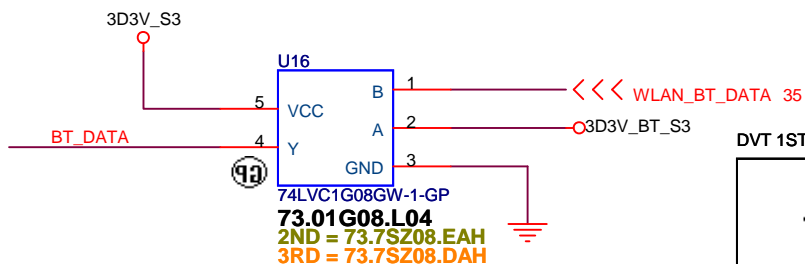 3D3V_S3
U16
5 VCC B 1 WLAN_BT_DATA 35
A 2 3D3V_BT_S3
BT_DATA 4 Y
GND 3
DVT 1ST
GP
74LVC1G08GW-1-GP
73.01G08.L04
2ND = 73.7SZ08.EAH
3RD = 73.7SZ08.DAH